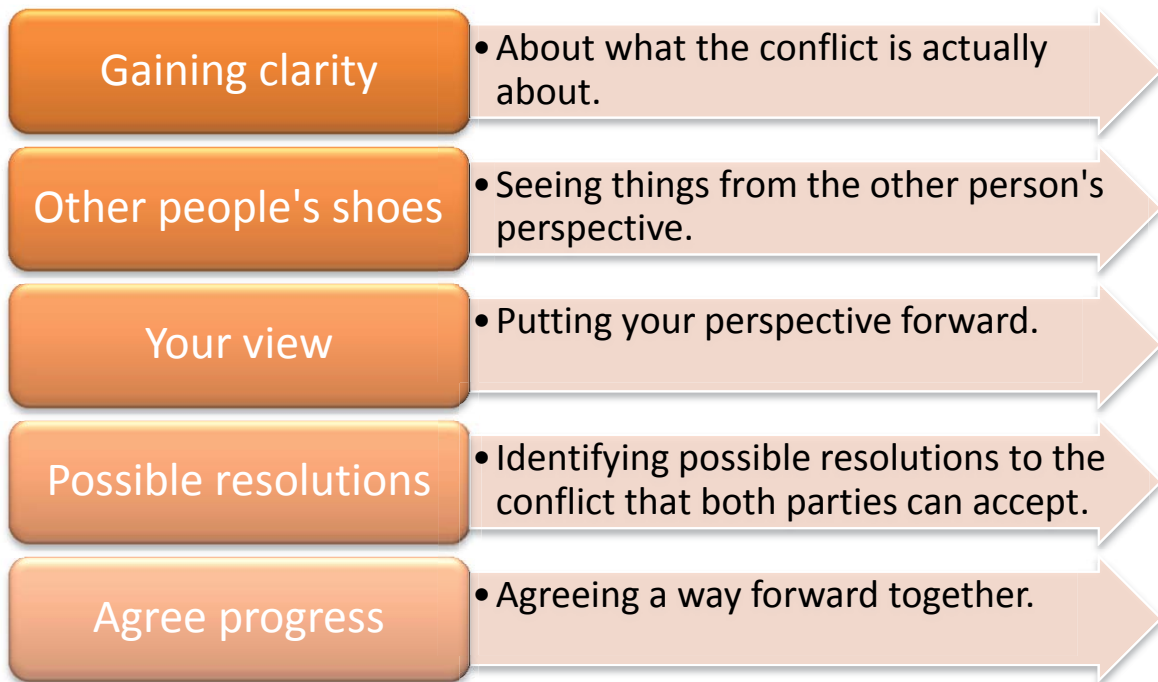 Gaining clarity
•About what the conflict is actually
about.
Other people's shoes
•Seeing things from the other person's
perspective.
Your view
•Putting your perspective forward.
Possible resolutions
•Identifying possible resolutions to the
conflict that both parties can accept.
Agree progress
•Agreeing a way forward together.